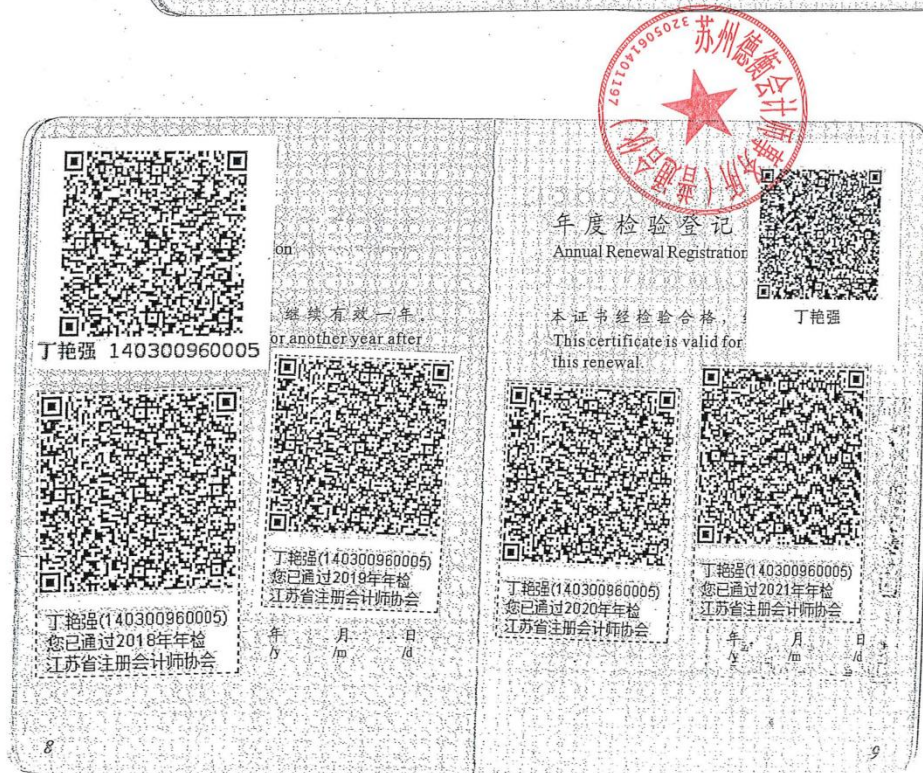 苏州德衡会计师事务所(普通合伙)
3205061401197
on
继续有效一年.
or another year after
丁艳强 140300960005
丁艳强(140300960005)
您已通过2018年年检
江苏省注册会计师协会
丁艳强(140300960005)
您已通过2019年年检
江苏省注册会计师协会
年 月 日
/y /m /d
8
年度检验登记
Annual Renewal Registration
本证书经检验合格,
This certificate is valid for
this renewal.
丁艳强
丁艳强(140300960005)
您已通过2020年年检
江苏省注册会计师协会
丁艳强(140300960005)
您已通过2021年年检
江苏省注册会计师协会
年 月 日
/y /m /d
9